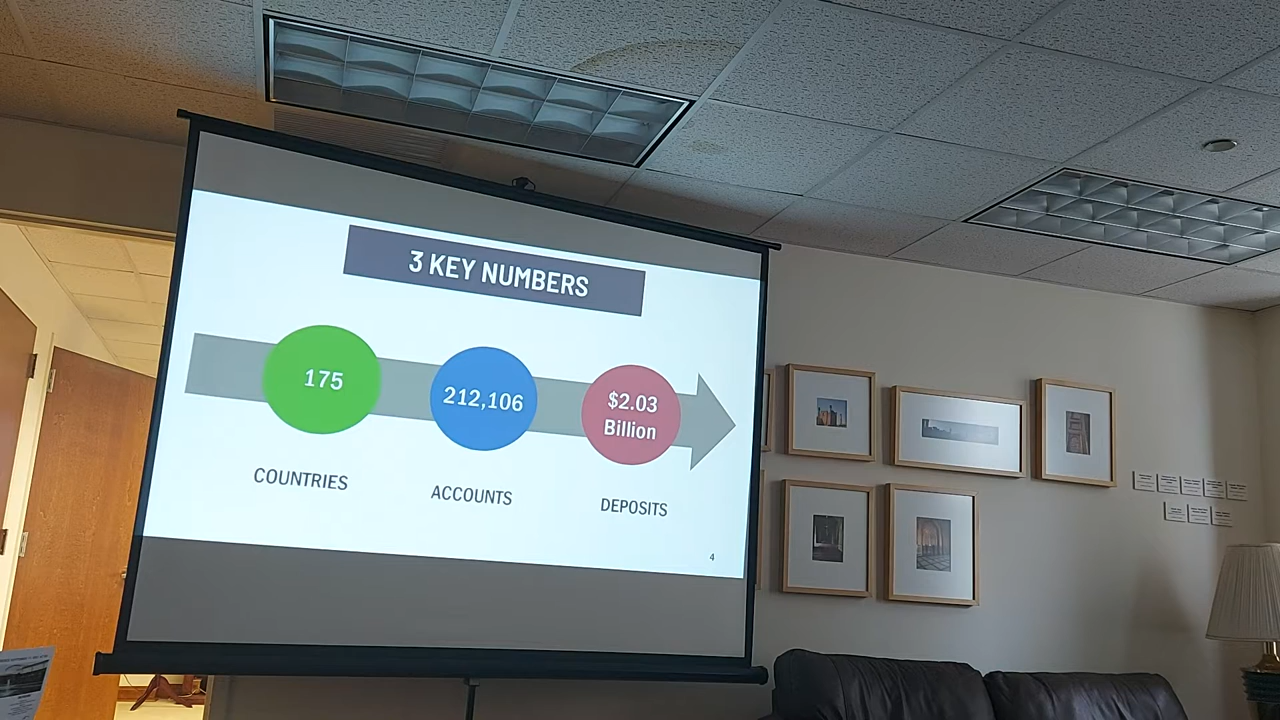 3 KEY NUMBERS
175
212,106
$2.03
Billion
COUNTRIES
ACCOUNTS
DEPOSITS
4